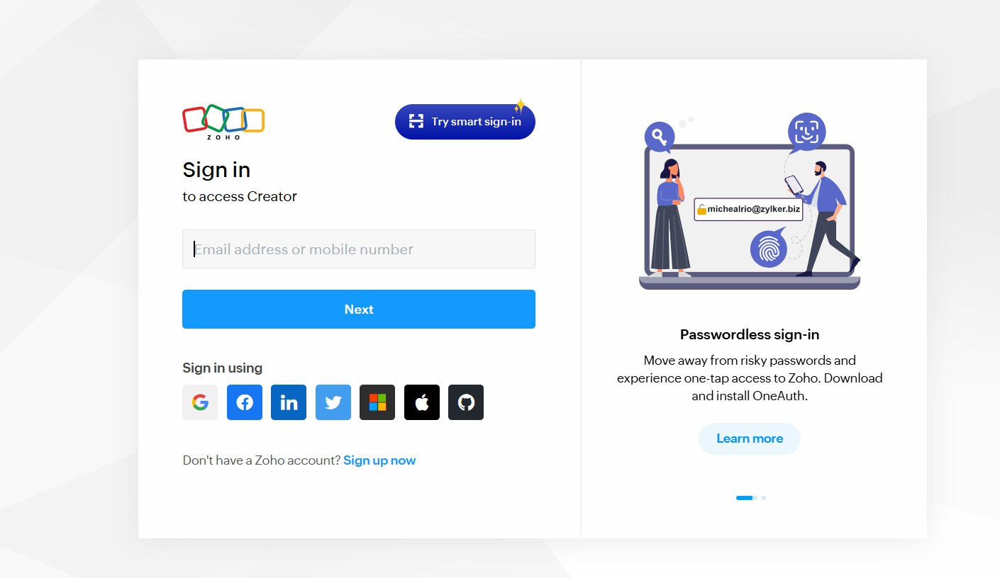 ZOHO
Try smart sign-in
Sign in
to access Creator
Email address or mobile number
Next
Sign in using
Don't have a Zoho account? Sign up now
michealrio@zylker.biz
Passwordless sign-in
Move away from risky passwords and
experience one-tap access to Zoho. Download
and install OneAuth.
Learn more